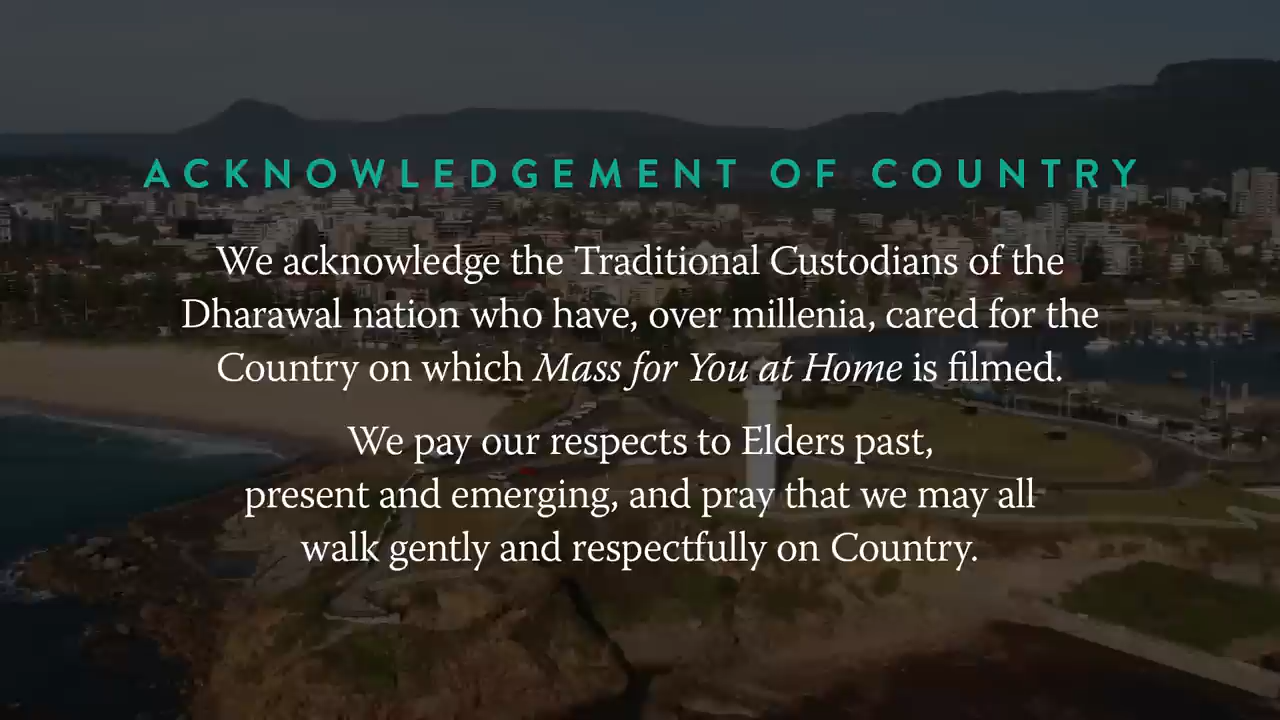 ACKNOWLEDGEMENT OF COUNTRY
We acknowledge the Traditional Custodians of the
Dharawal nation who have, over millenia, cared for the
Country on which Mass for You at Home is filmed.
We pay our respects to Elders past,
present and emerging, and pray that we may all
walk gently and respectfully on Country.